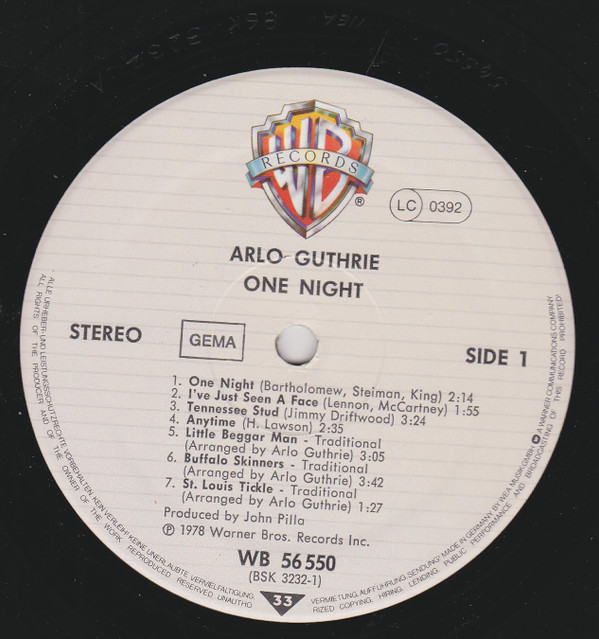 WB
RECORDS
®
LC 0392
ARLO GUTHRIE
ONE NIGHT
STEREO
GEMA
SIDE 1
1. One Night (Bartholomew, Steiman, King) 2:14
2. I've Just Seen A Face (Lennon, McCartney) 1:55
3. Tennessee Stud (Jimmy Driftwood) 3:24
4. Anytime (H. Lawson) 2:35
5. Little Beggar Man - Traditional
(Arranged by Arlo Guthrie) 3:05
6. Buffalo Skinners - Traditional
(Arranged by Arlo Guthrie) 3:42
7. St. Louis Tickle - Traditional
(Arranged by Arlo Guthrie) 1:27
Produced by John Pilla
℗ 1978 Warner Bros. Records Inc.
WB 56 550
(BSK 3232-1)
33
ALLE URHEBER- UND LEISTUNGSSCHUTZRECHTE VORBEHALTEN. KEIN VERLEIH! KEINE UNERLAUBTE VERVIELFÄLTIGUNG,
VERMIETUNG, AUFFÜHRUNG, SENDUNG! MADE IN GERMANY BY WEA MUSIK GMBH A WARNER COMMUNICATIONS COMPANY
ALL RIGHTS OF THE PRODUCER AND OF THE OWNER OF THE WORK REPRODUCED RESERVED. UNAUTHO-
RIZED COPYING, HIRING, LENDING, PUBLIC PERFORMANCE AND BROADCASTING OF THIS RECORD PROHIBITED!